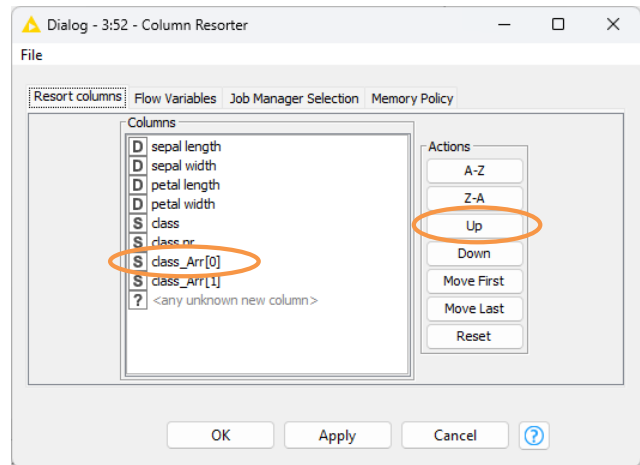 Dialog - 3:52 - Column Resorter
File
Resort columns Flow Variables Job Manager Selection Memory Policy
Columns
D sepal length
D sepal width
D petal length
D petal width
S class
S class nr
S class_Arr[0]
S class_Arr[1]
? <any unknown new column>
Actions
A-Z
Z-A
Up
Down
Move First
Move Last
Reset
OK Apply Cancel ?